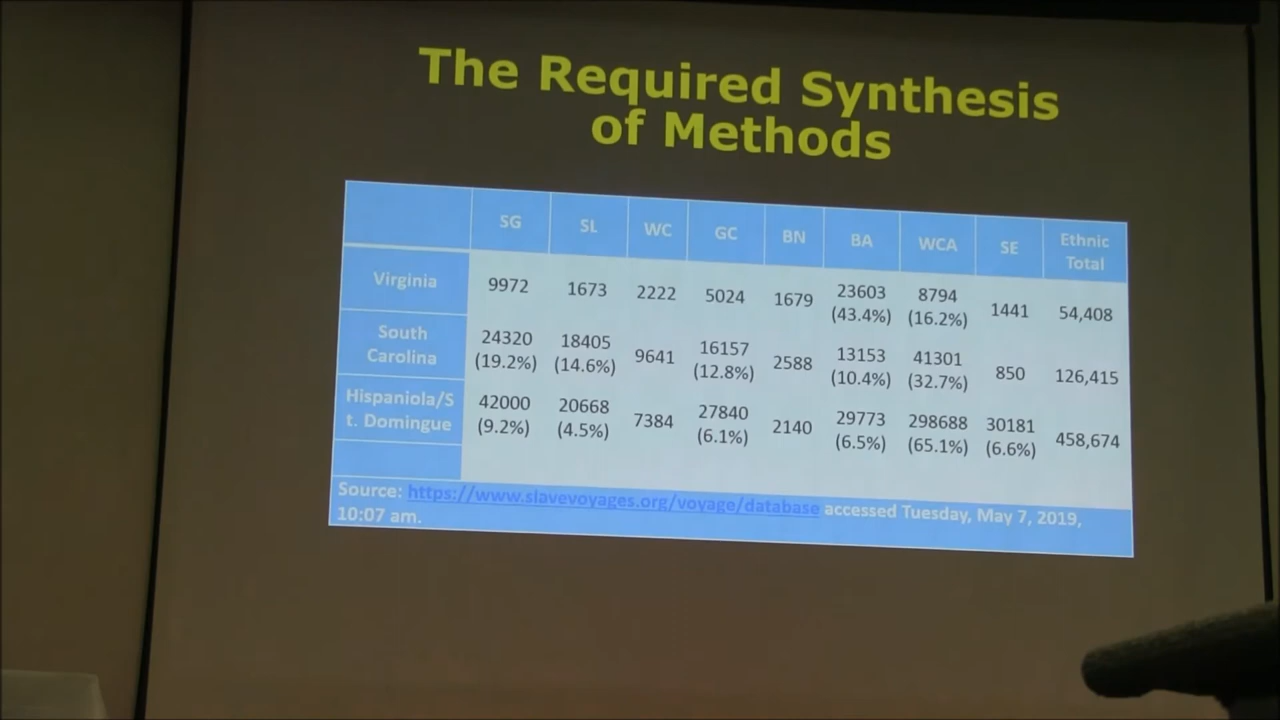 The Required Synthesis
of Methods
SG SL WC GC BN BA WCA SE Ethnic Total
Virginia 9972 1673 2222 5024 1679 23603 (43.4%) 8794 (16.2%) 1441 54,408
South Carolina 24320 (19.2%) 18405 (14.6%) 9641 16157 (12.8%) 2588 13153 (10.4%) 41301 (32.7%) 850 126,415
Hispaniola/S t. Domingue 42000 (9.2%) 20668 (4.5%) 7384 27840 (6.1%) 2140 29773 (6.5%) 298688 (65.1%) 30181 (6.6%) 458,674
Source: https://www.slavevoyages.org/voyage/database accessed Tuesday, May 7, 2019,
10:07 am.